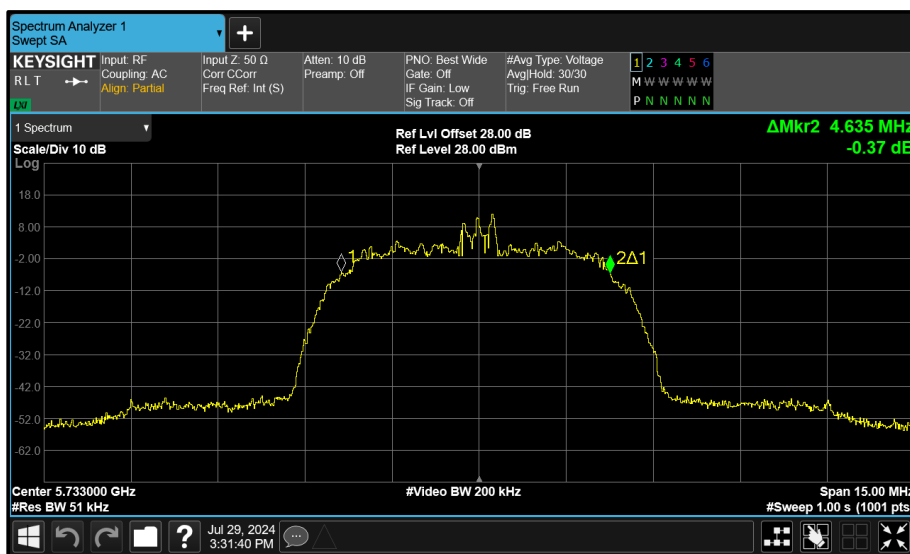 Spectrum Analyzer 1
Swept SA
+
KEYSIGHT
R L T
LXI
Input: RF
Coupling: AC
Align: Partial
Input Z: 50 Ω
Corr CCorr
Freq Ref: Int (S)
Atten: 10 dB
Preamp: Off
PNO: Best Wide
Gate: Off
IF Gain: Low
Sig Track: Off
#Avg Type: Voltage
Avg|Hold: 30/30
Trig: Free Run
1 2 3 4 5 6
M W W W W W
P N N N N N
1 Spectrum
Scale/Div 10 dB
Ref Lvl Offset 28.00 dB
Ref Level 28.00 dBm
ΔMkr2 4.635 MHz
-0.37 dB
Log
18.0
8.00
-2.00
-12.0
-22.0
-32.0
-42.0
-52.0
-62.0
1
2Δ1
Center 5.733000 GHz
#Res BW 51 kHz
#Video BW 200 kHz
Span 15.00 MHz
#Sweep 1.00 s (1001 pts
?
Jul 29, 2024
3:31:40 PM